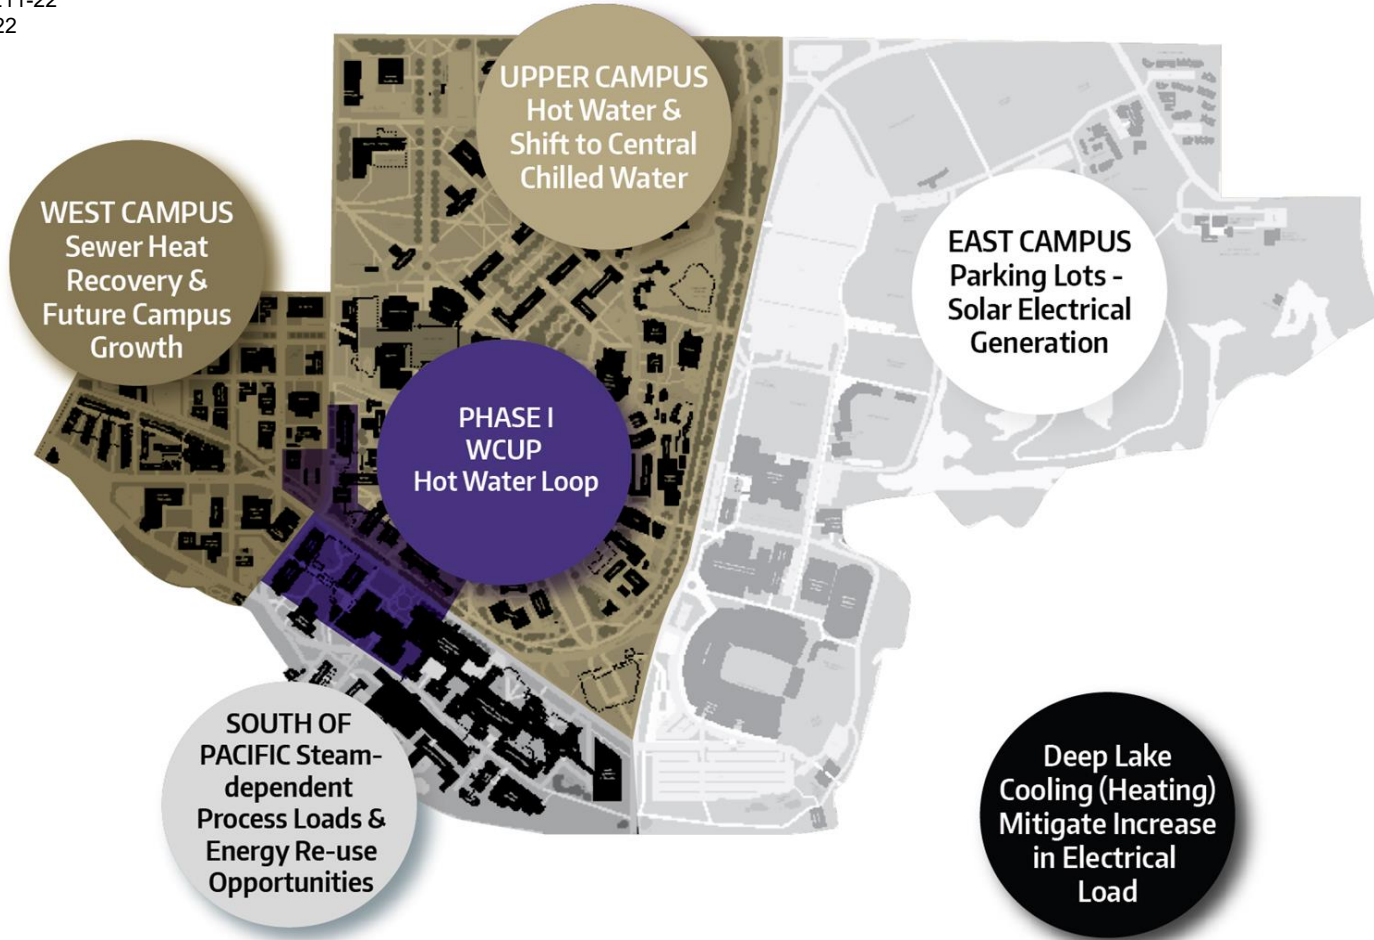 22
UPPER CAMPUS
Hot Water &
Shift to Central
Chilled Water
WEST CAMPUS
Sewer Heat
Recovery &
Future Campus
Growth
EAST CAMPUS
Parking Lots -
Solar Electrical
Generation
PHASE I
WCUP
Hot Water Loop
SOUTH OF
PACIFIC Steam-
dependent
Process Loads &
Energy Re-use
Opportunities
Deep Lake
Cooling (Heating)
Mitigate Increase
in Electrical
Load